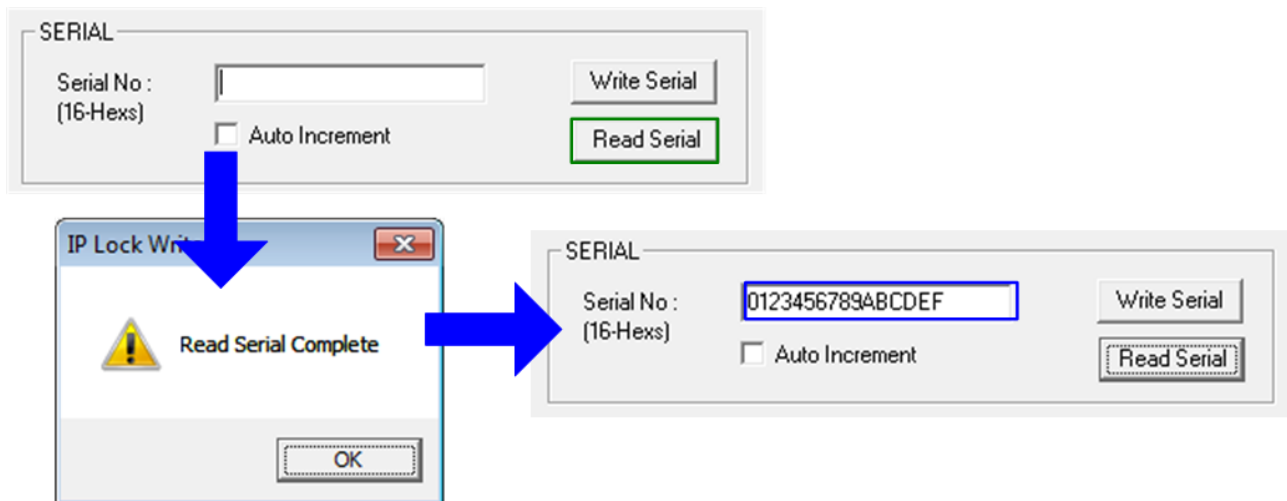 SERIAL
Serial No :
(16-Hexs)
Write Serial
Auto Increment
Read Serial
IP Lock
Read Serial Complete
OK
SERIAL
Serial No :
(16-Hexs)
0123456789ABCDEF
Write Serial
Auto Increment
Read Serial